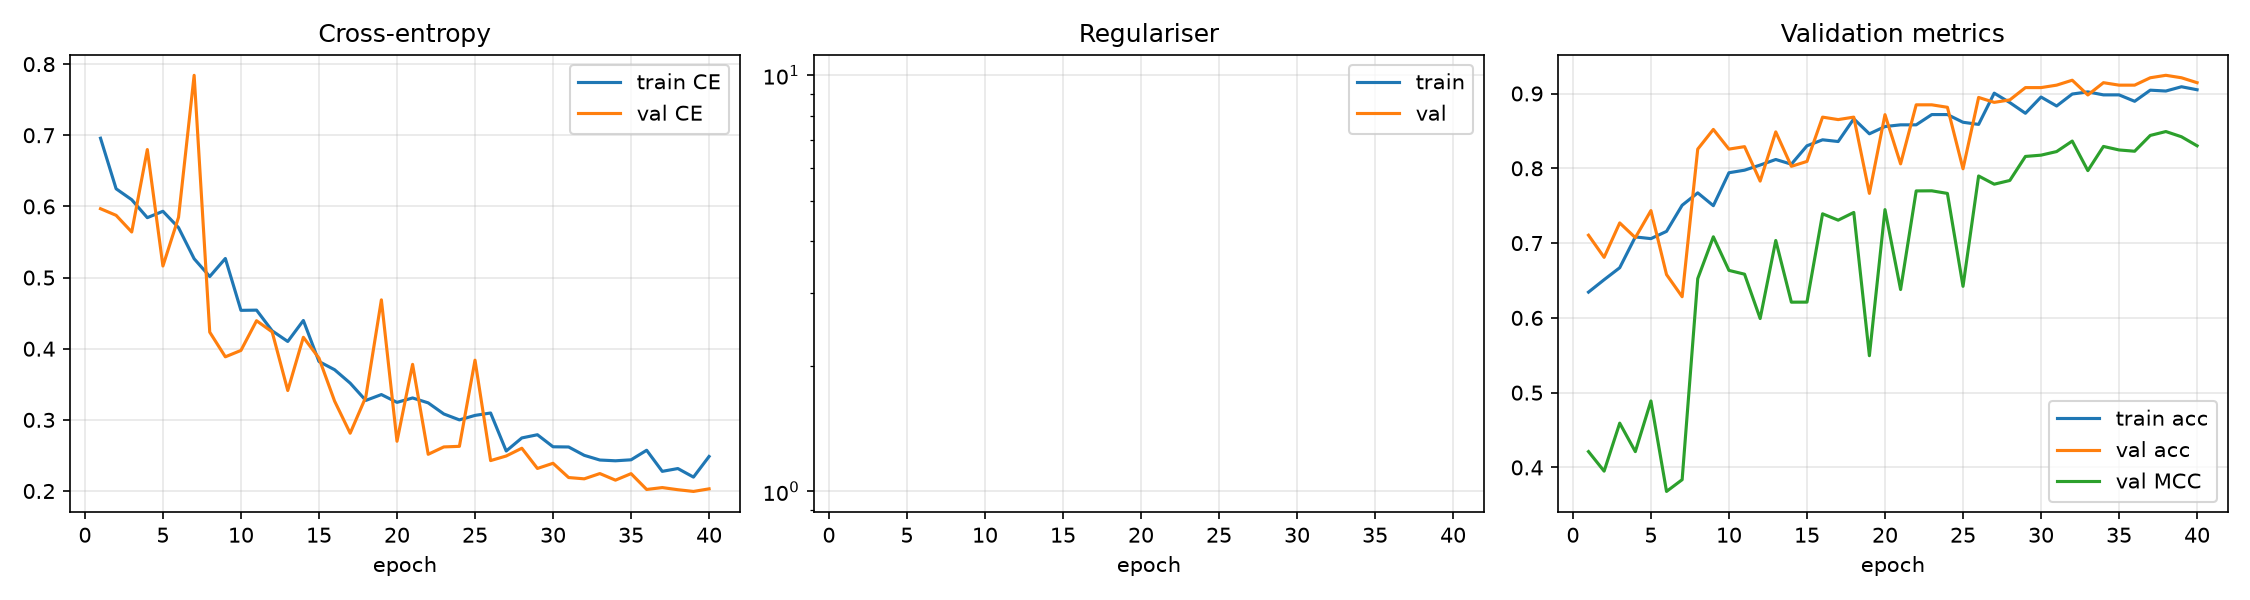 Cross-entropy
0.8
0.7
0.6
0.5
0.4
0.3
0.2
0 5 10 15 20 25 30 35 40
epoch
train CE
val CE
Regulariser
10¹
10⁰
0 5 10 15 20 25 30 35 40
epoch
train
val
Validation metrics
0.9
0.8
0.7
0.6
0.5
0.4
0 5 10 15 20 25 30 35 40
epoch
train acc
val acc
val MCC